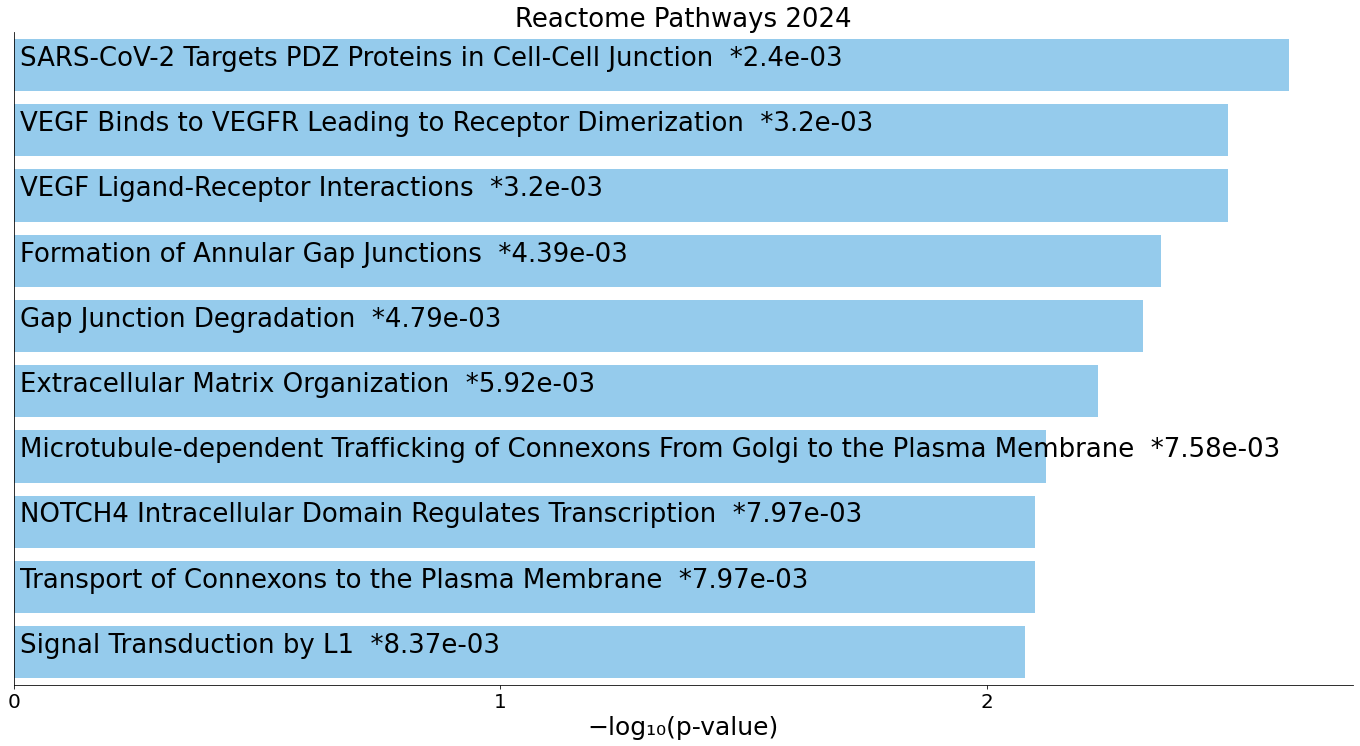 Reactome Pathways 2024
SARS-CoV-2 Targets PDZ Proteins in Cell-Cell Junction  *2.4e-03
VEGF Binds to VEGFR Leading to Receptor Dimerization  *3.2e-03
VEGF Ligand-Receptor Interactions  *3.2e-03
Formation of Annular Gap Junctions  *4.39e-03
Gap Junction Degradation  *4.79e-03
Extracellular Matrix Organization  *5.92e-03
Microtubule-dependent Trafficking of Connexons From Golgi to the Plasma Membrane  *7.58e-03
NOTCH4 Intracellular Domain Regulates Transcription  *7.97e-03
Transport of Connexons to the Plasma Membrane  *7.97e-03
Signal Transduction by L1  *8.37e-03
0 1 2
−log₁₀(p-value)